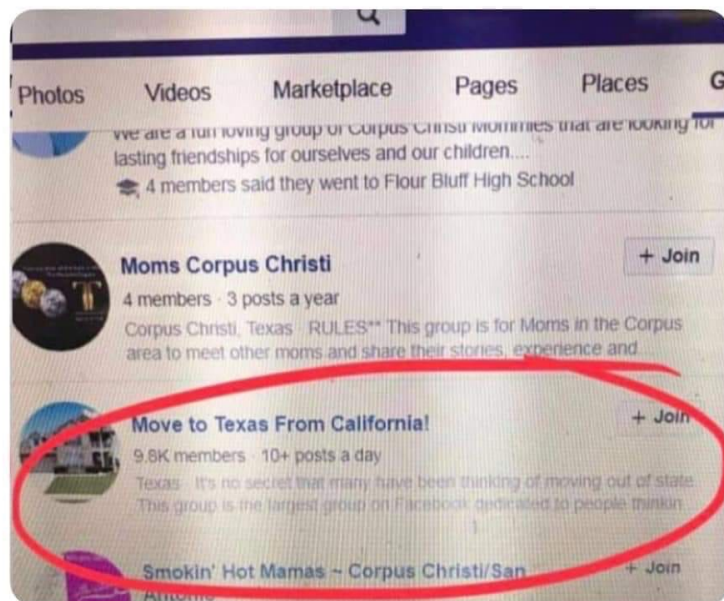 Photos Videos Marketplace Pages Places G
We are a fun loving group of Corpus Christi Mommies that are looking for
lasting friendships for ourselves and our children....
4 members said they went to Flour Bluff High School
Moms Corpus Christi
+ Join
4 members · 3 posts a year
Corpus Christi, Texas · RULES** This group is for Moms in the Corpus
area to meet other moms and share their stories, experience and
Move to Texas From California!
+ Join
9.8K members · 10+ posts a day
Texas · It's no secret that many have been thinking of moving out of state.
This group is the largest group on Facebook dedicated to people thinkin
Smokin' Hot Mamas ~ Corpus Christi/San
Antonio
+ Join